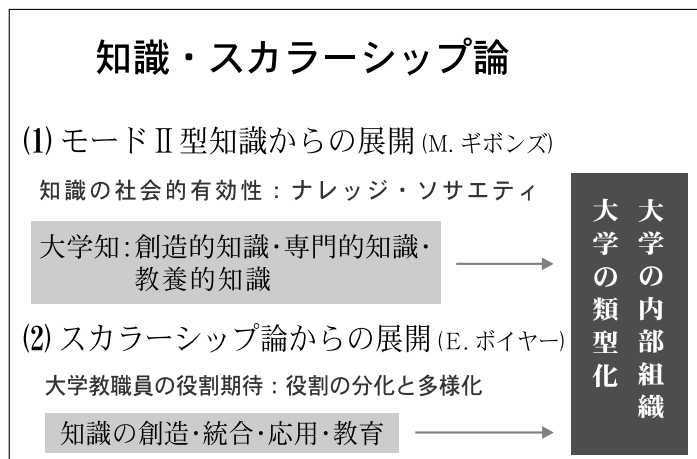 知識・スカラーシップ論
(1) モードⅡ型知識からの展開 (M. ギボンズ)
知識の社会的有効性：ナレッジ・ソサエティ
大学知：創造的知識・専門的知識・
教養的知識
(2) スカラーシップ論からの展開 (E. ボイヤー)
大学教職員の役割期待：役割の分化と多様化
知識の創造・統合・応用・教育
大学の内部組織
大学の類型化